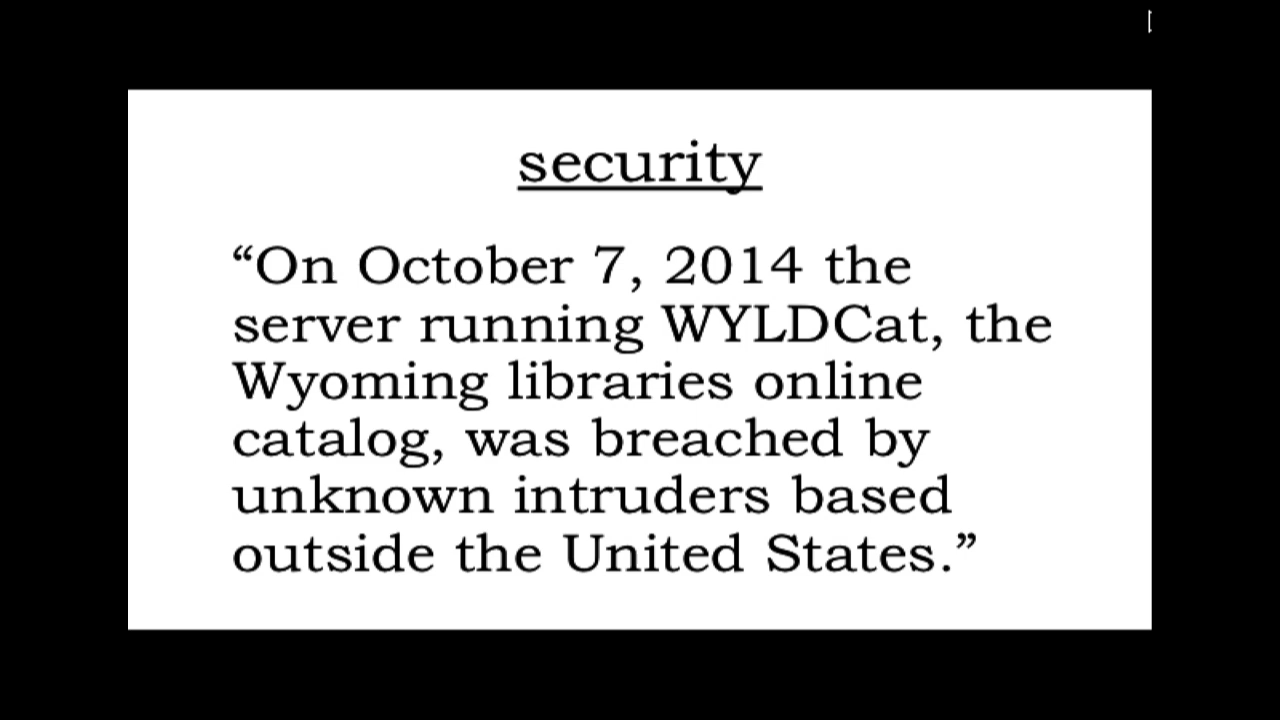 security
“On October 7, 2014 the
server running WYLDCat, the
Wyoming libraries online
catalog, was breached by
unknown intruders based
outside the United States.”